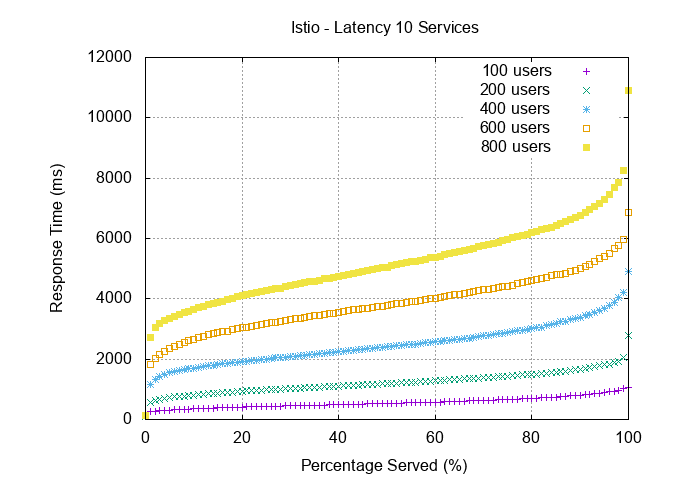 Istio - Latency 10 Services
12000
10000
8000
6000
4000
2000
0
Response Time (ms)
100 users
200 users
400 users
600 users
800 users
0 20 40 60 80 100
Percentage Served (%)